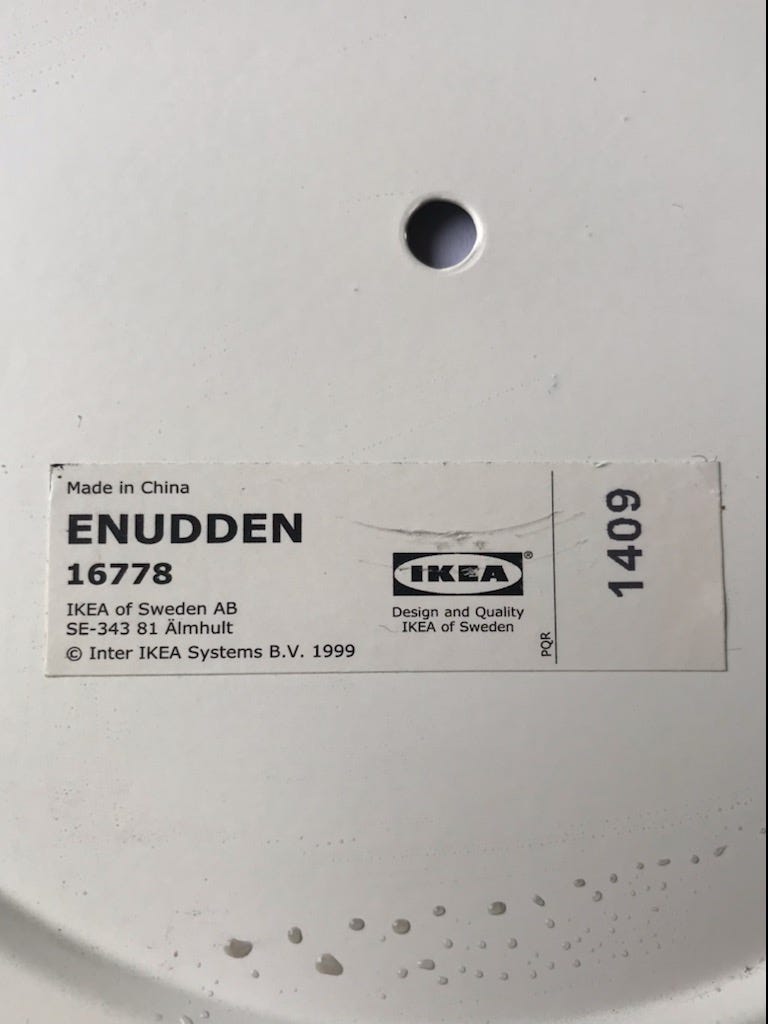 Made in China
ENUDDEN
16778
IKEA of Sweden AB
SE-343 81 Älmhult
© Inter IKEA Systems B.V. 1999
IKEA®
Design and Quality
IKEA of Sweden
PQR
1409